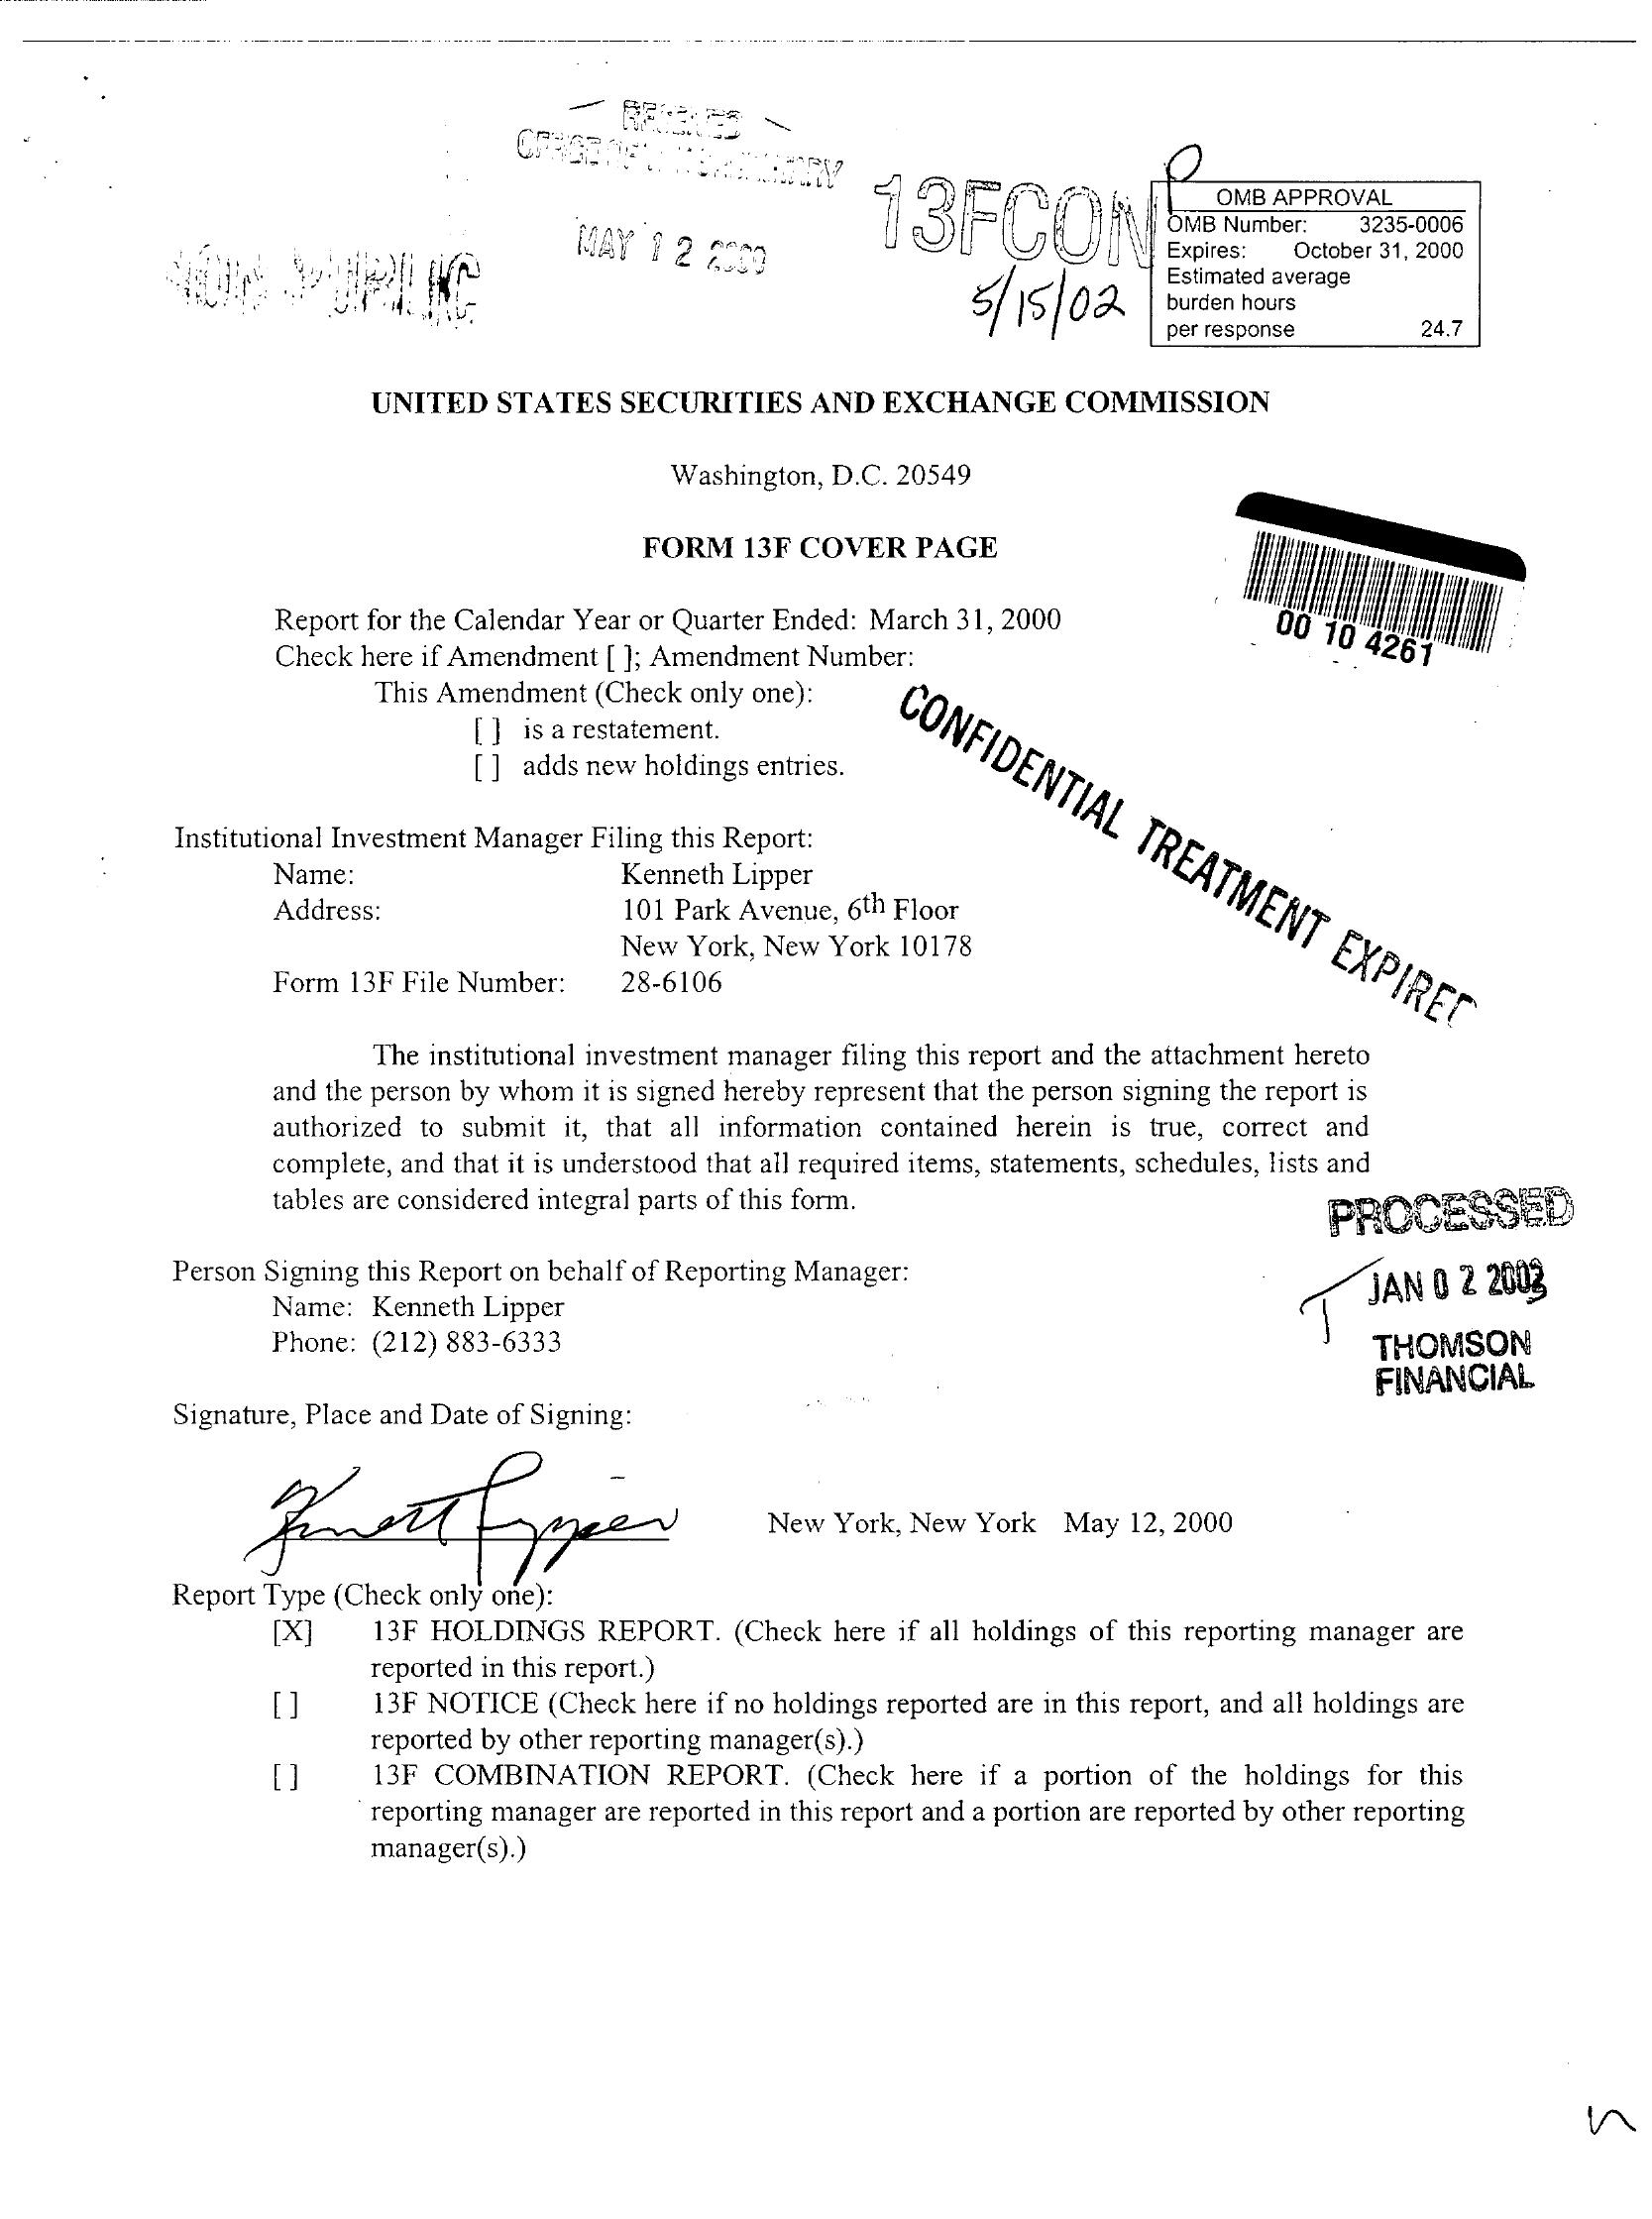 MAY 12 2000
13FCON
P
5/15/02
OMB APPROVAL
OMB Number: 3235-0006
Expires: October 31, 2000
Estimated average
burden hours
per response 24.7
UNITED STATES SECURITIES AND EXCHANGE COMMISSION
Washington, D.C. 20549
FORM 13F COVER PAGE
00 10 4261
Report for the Calendar Year or Quarter Ended: March 31, 2000
Check here if Amendment [ ]; Amendment Number:
This Amendment (Check only one):
[ ] is a restatement.
[ ] adds new holdings entries.
CONFIDENTIAL TREATMENT EXPIRED
Institutional Investment Manager Filing this Report:
Name: Kenneth Lipper
Address: 101 Park Avenue, 6th Floor
New York, New York 10178
Form 13F File Number: 28-6106
The institutional investment manager filing this report and the attachment hereto
and the person by whom it is signed hereby represent that the person signing the report is
authorized to submit it, that all information contained herein is true, correct and
complete, and that it is understood that all required items, statements, schedules, lists and
tables are considered integral parts of this form.
PROCESSED
JAN 02 2003
THOMSON
FINANCIAL
Person Signing this Report on behalf of Reporting Manager:
Name: Kenneth Lipper
Phone: (212) 883-6333
Signature, Place and Date of Signing:
Kenneth Lipper New York, New York May 12, 2000
Report Type (Check only one):
[X] 13F HOLDINGS REPORT. (Check here if all holdings of this reporting manager are
reported in this report.)
[ ] 13F NOTICE (Check here if no holdings reported are in this report, and all holdings are
reported by other reporting manager(s).)
[ ] 13F COMBINATION REPORT. (Check here if a portion of the holdings for this
reporting manager are reported in this report and a portion are reported by other reporting
manager(s).)